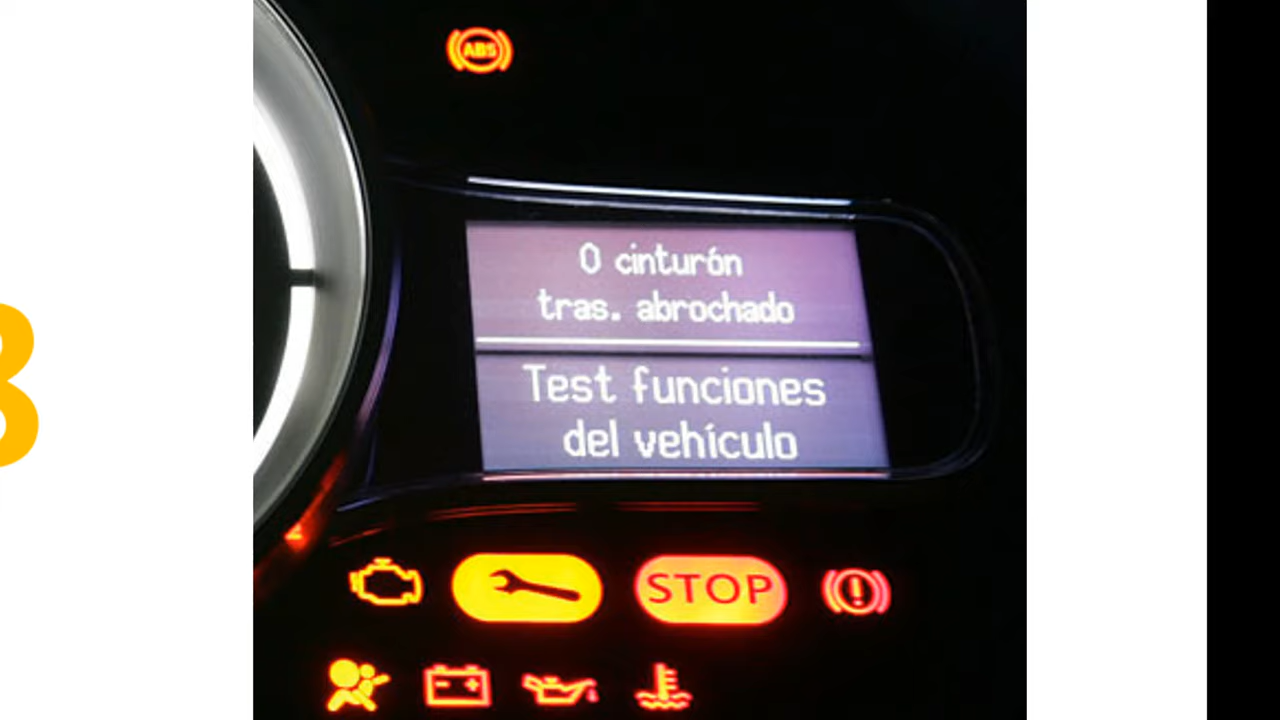 ABS
0 cinturón
tras. abrochado
Test funciones
del vehículo
STOP